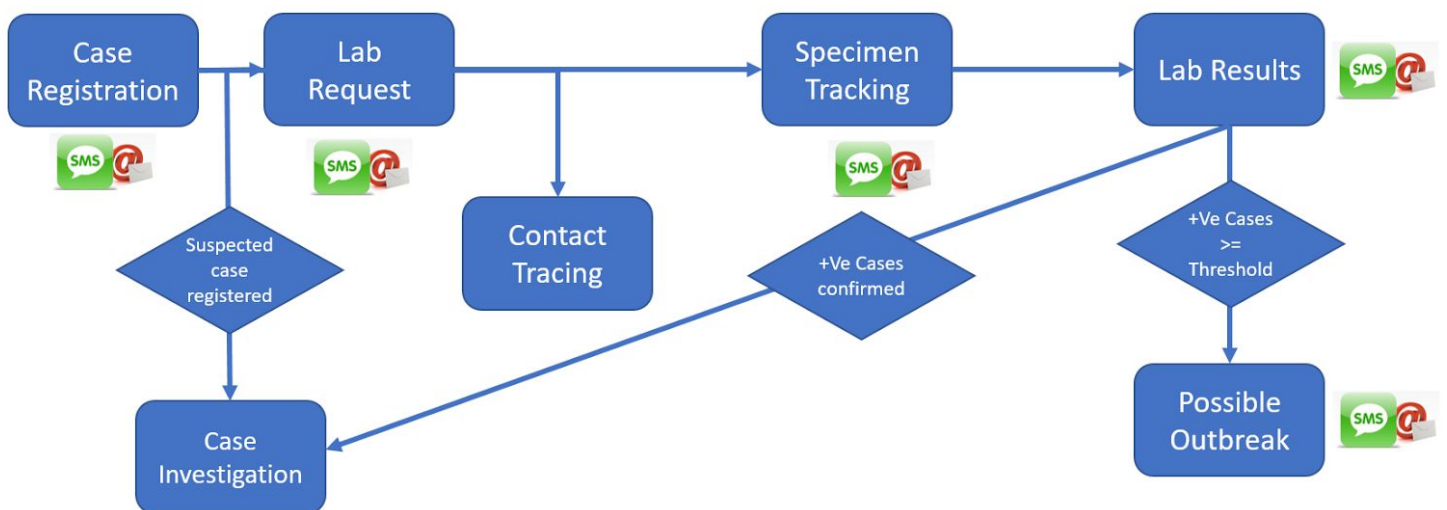 Case
Registration
SMS
@
Lab
Request
SMS
@
Specimen
Tracking
SMS
@
Lab Results
SMS
@
Suspected
case
registered
Contact
Tracing
+Ve Cases
confirmed
+Ve Cases
>=
Threshold
Case
Investigation
Possible
Outbreak
SMS
@